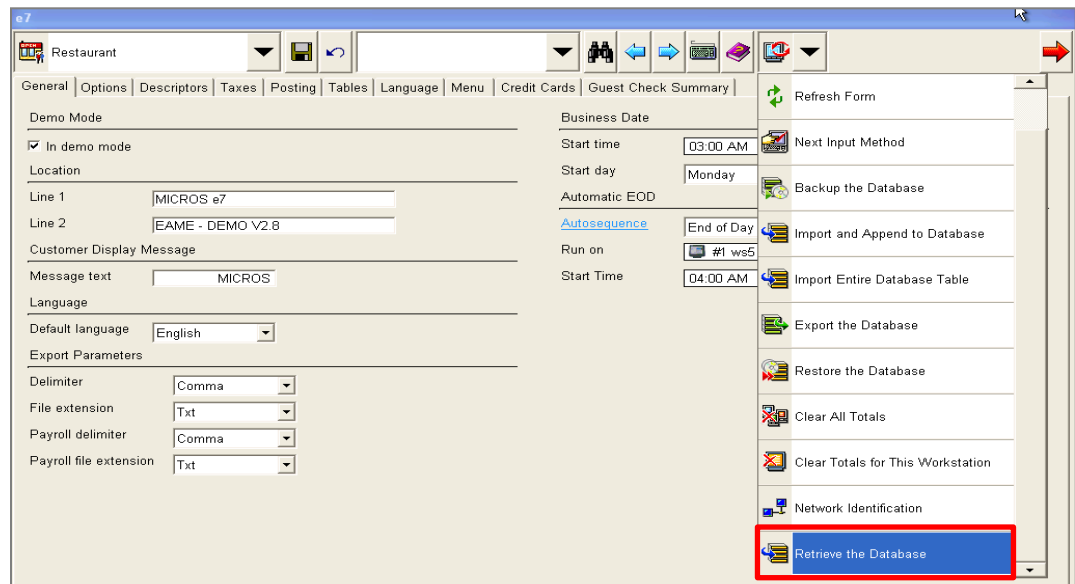 e7
Restaurant
General Options Descriptors Taxes Posting Tables Language Menu Credit Cards Guest Check Summary
Demo Mode
In demo mode
Location
Line 1 MICROS e7
Line 2 EAME - DEMO V2.8
Customer Display Message
Message text MICROS
Language
Default language English
Export Parameters
Delimiter Comma
File extension Txt
Payroll delimiter Comma
Payroll file extension Txt
Business Date
Start time 03:00 AM
Start day Monday
Automatic EOD
Autosequence End of Day
Run on #1 ws5
Start Time 04:00 AM
Refresh Form
Next Input Method
Backup the Database
Import and Append to Database
Import Entire Database Table
Export the Database
Restore the Database
Clear All Totals
Clear Totals for This Workstation
Network Identification
Retrieve the Database